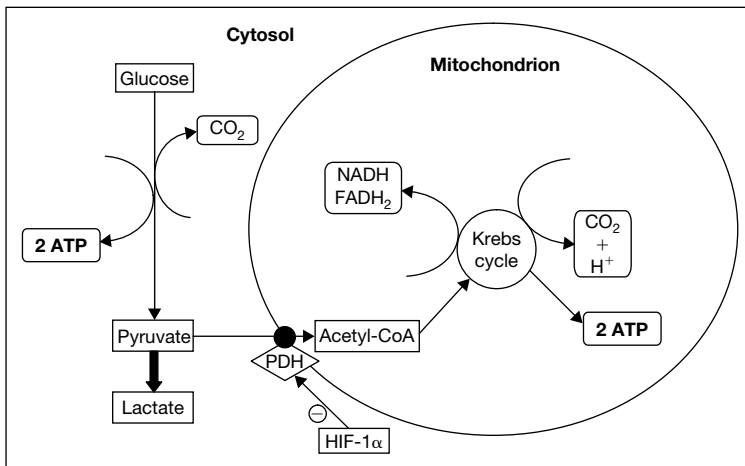 Cytosol
Mitochondrion
Glucose
CO₂
2 ATP
NADH
FADH₂
Krebs
cycle
CO₂
+
H⁺
2 ATP
Pyruvate
Acetyl-CoA
PDH
Lactate
−
HIF-1α